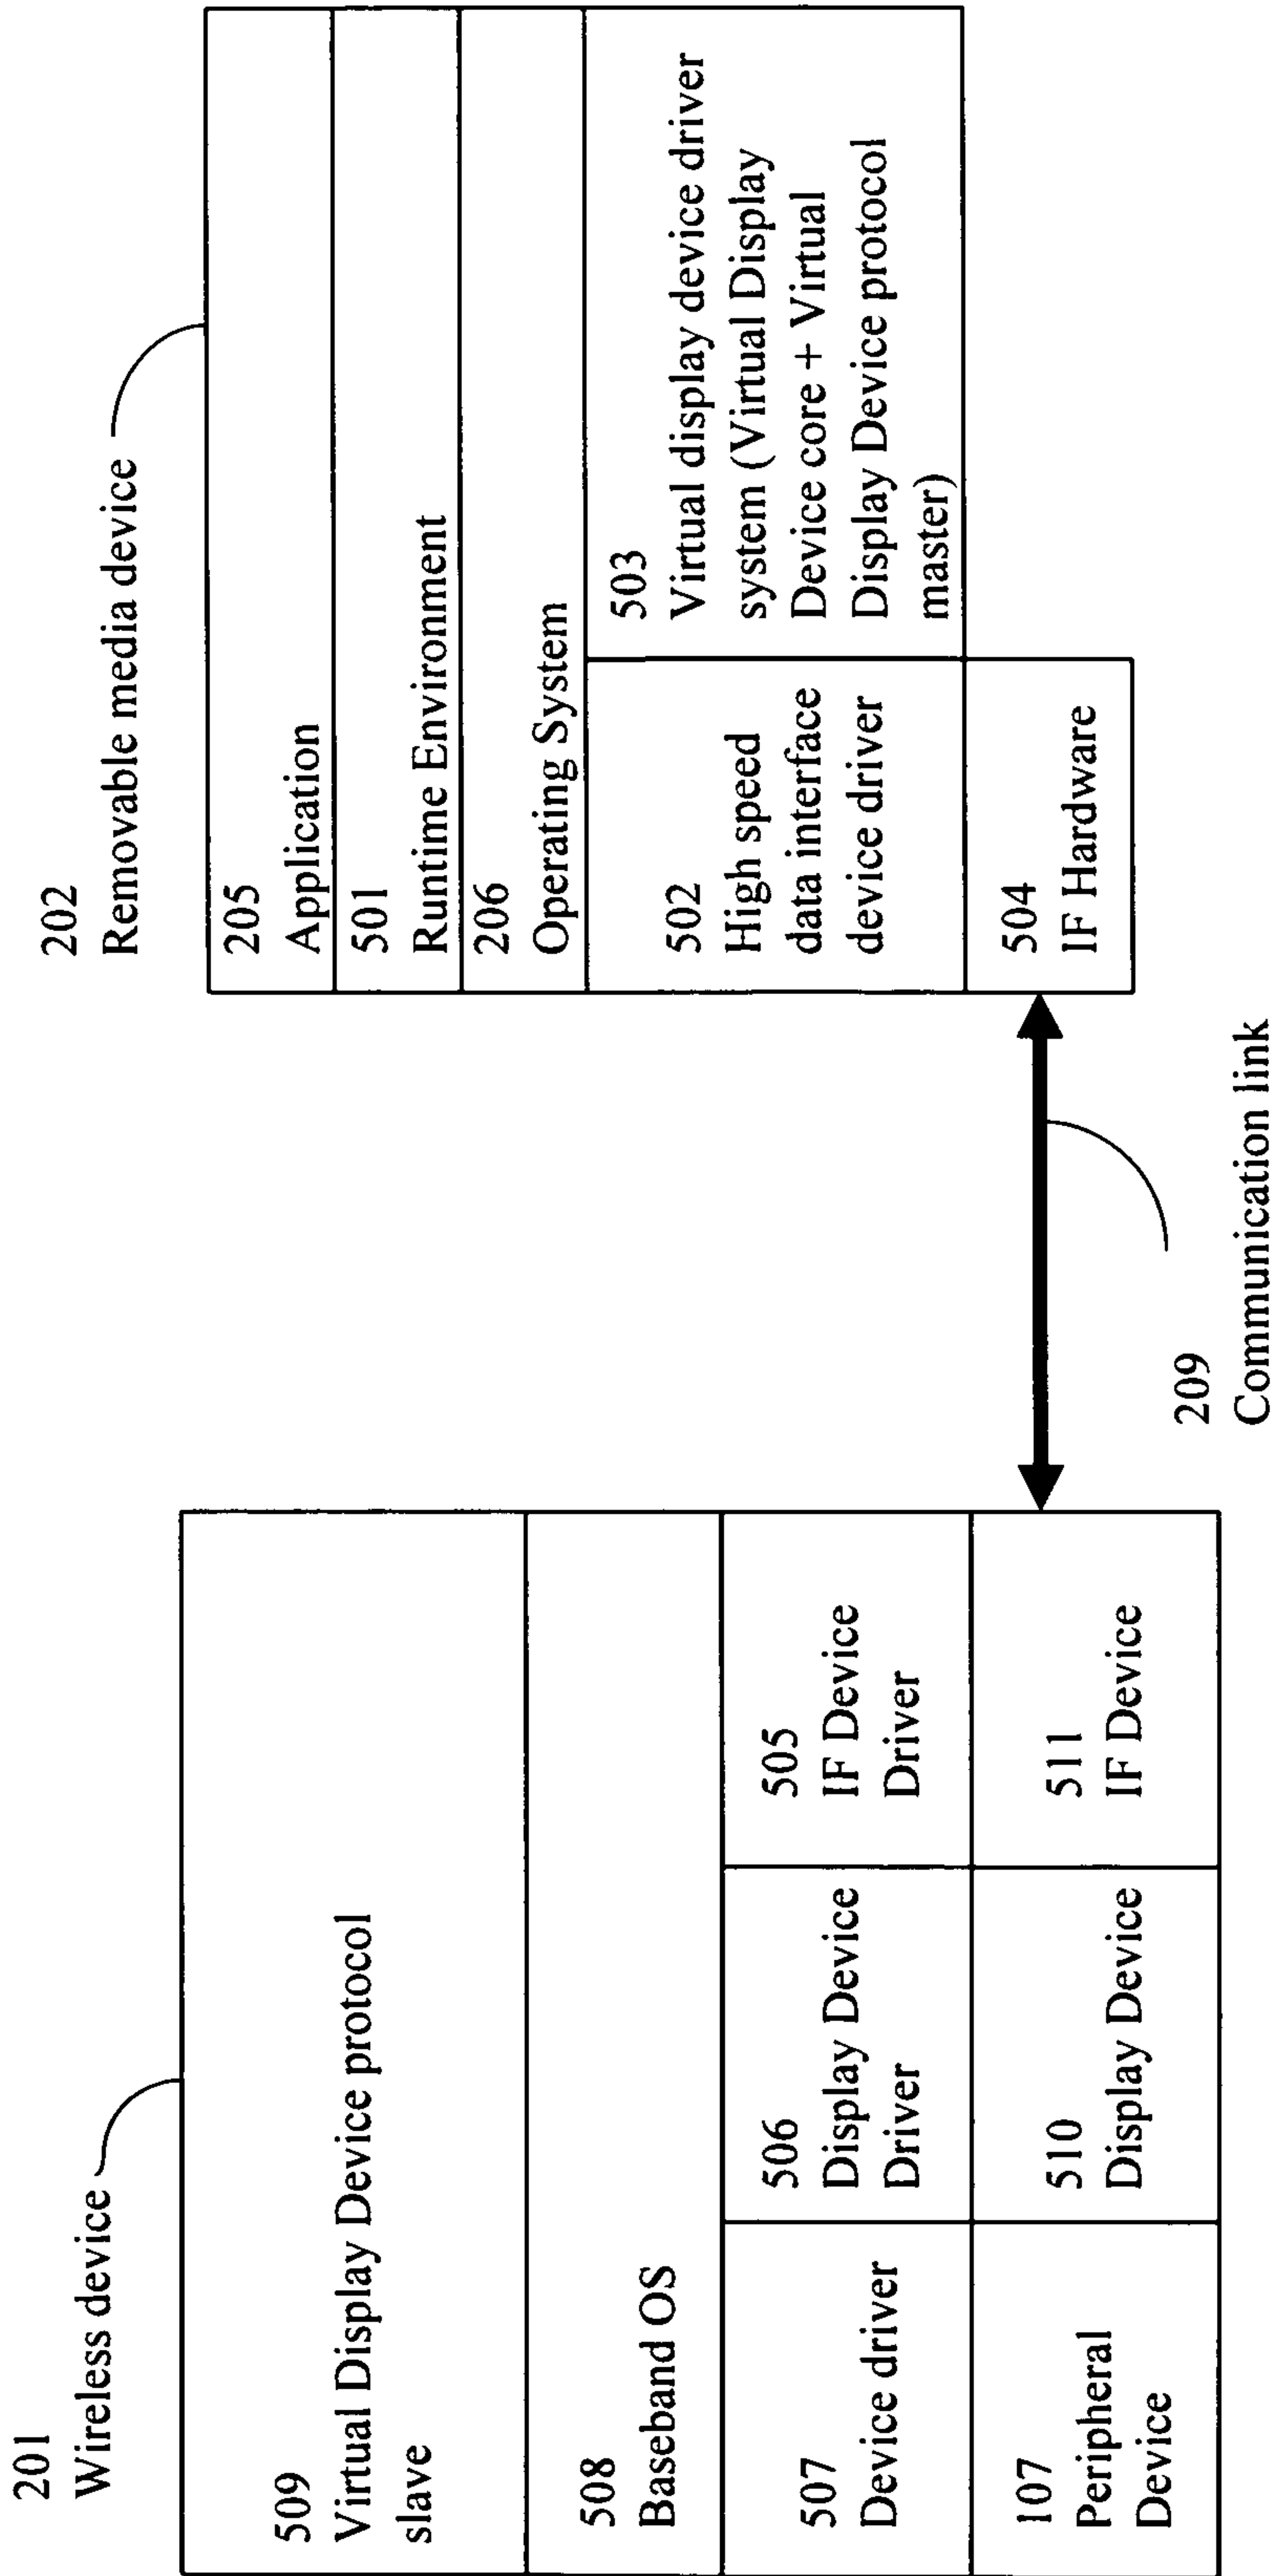 201
Wireless device
509
Virtual Display Device protocol
slave
508
Baseband OS
507
Device driver
506
Display Device
Driver
505
IF Device
Driver
107
Peripheral
Device
510
Display Device
511
IF Device
209
Communication link
202
Removable media device
205
Application
501
Runtime Environment
206
Operating System
502
High speed
data interface
device driver
503
Virtual display device driver
system (Virtual Display
Device core + Virtual
Display Device protocol
master)
504
IF Hardware